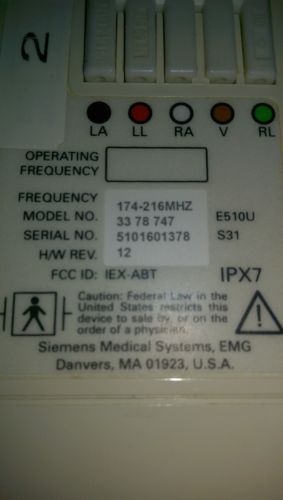 2
LA LL RA V RL
OPERATING
FREQUENCY
FREQUENCY 174-216MHZ
MODEL NO. 33 78 747 E510U
SERIAL NO. 5101601378 S31
H/W REV. 12
FCC ID: IEX-ABT IPX7
Caution: Federal Law in the
United States restricts this
device to sale by or on the
order of a physician.
Siemens Medical Systems, EMG
Danvers, MA 01923, U.S.A.